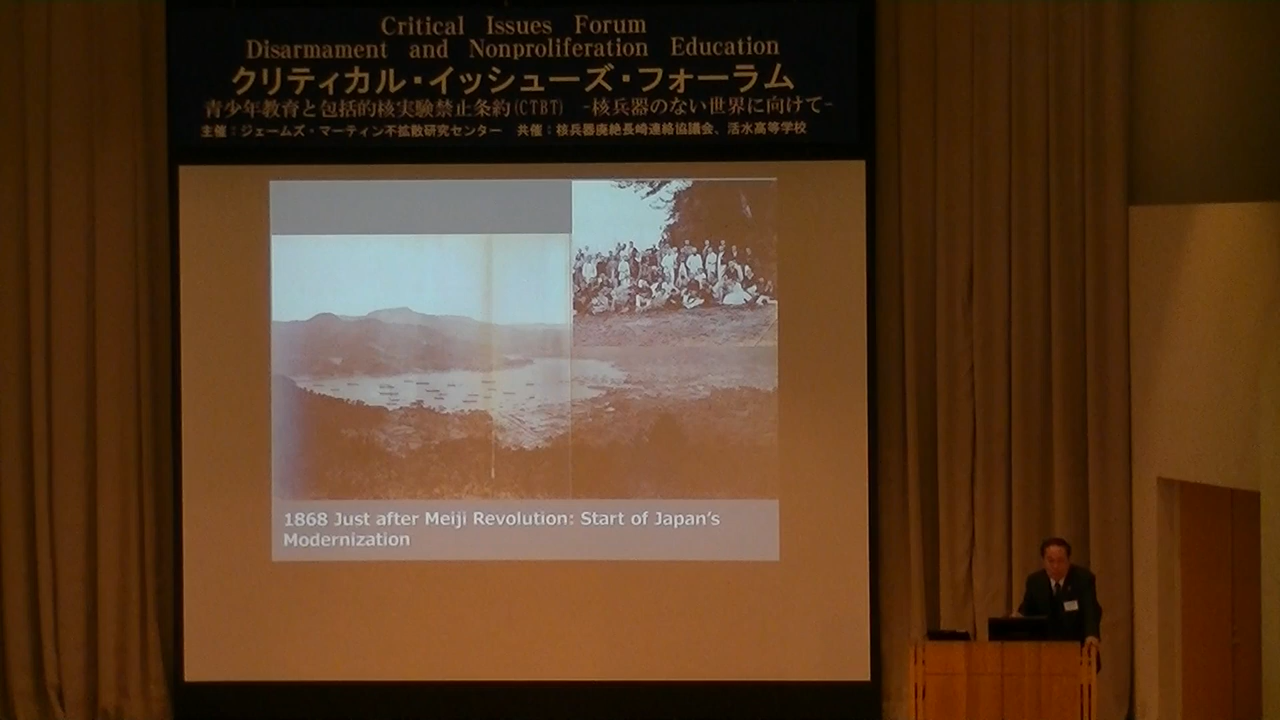 Critical Issues Forum
Disarmament and Nonproliferation Education
クリティカル・イッシューズ・フォーラム
青少年教育と包括的核実験禁止条約(CTBT) -核兵器のない世界に向けて-
主催：ジェームズ・マーティン不拡散研究センター 共催：核兵器廃絶長崎連絡協議会、活水高等学校
1868 Just after Meiji Revolution: Start of Japan's
Modernization